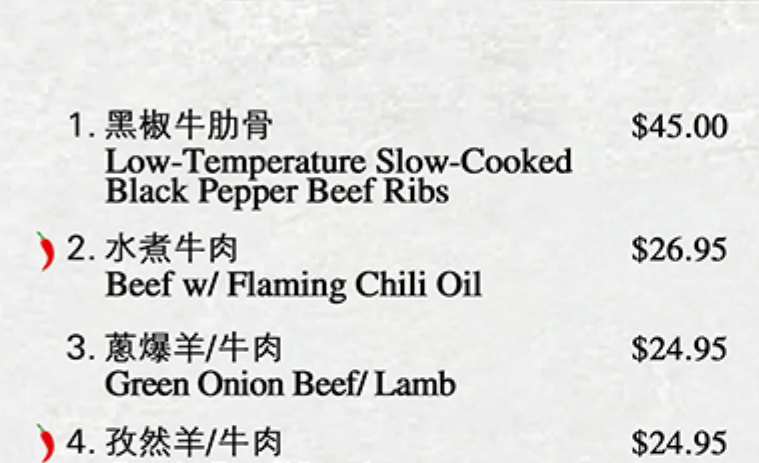 1. 黑椒牛肋骨 $45.00
Low-Temperature Slow-Cooked
Black Pepper Beef Ribs
2. 水煮牛肉 $26.95
Beef w/ Flaming Chili Oil
3. 蔥爆羊/牛肉 $24.95
Green Onion Beef/ Lamb
4. 孜然羊/牛肉 $24.95